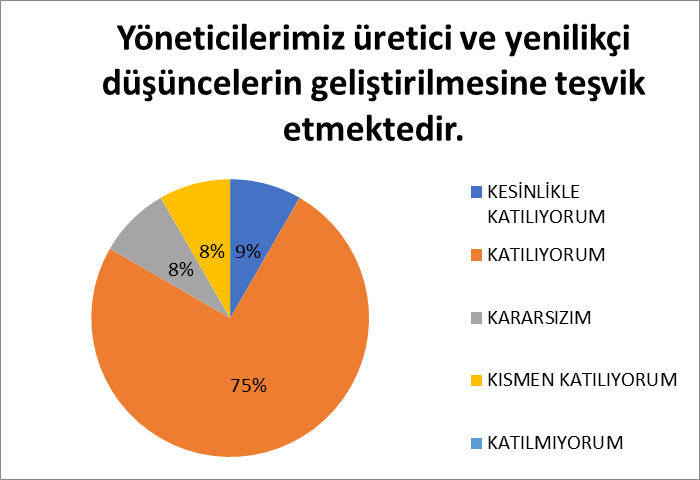 Yöneticilerimiz üretici ve yenilikçi
düşüncelerin geliştirilmesine teşvik
etmektedir.
8%
9%
8%
75%
KESİNLİKLE
KATILIYORUM
KATILIYORUM
KARARSIZIM
KISMEN KATILIYORUM
KATILMIYORUM